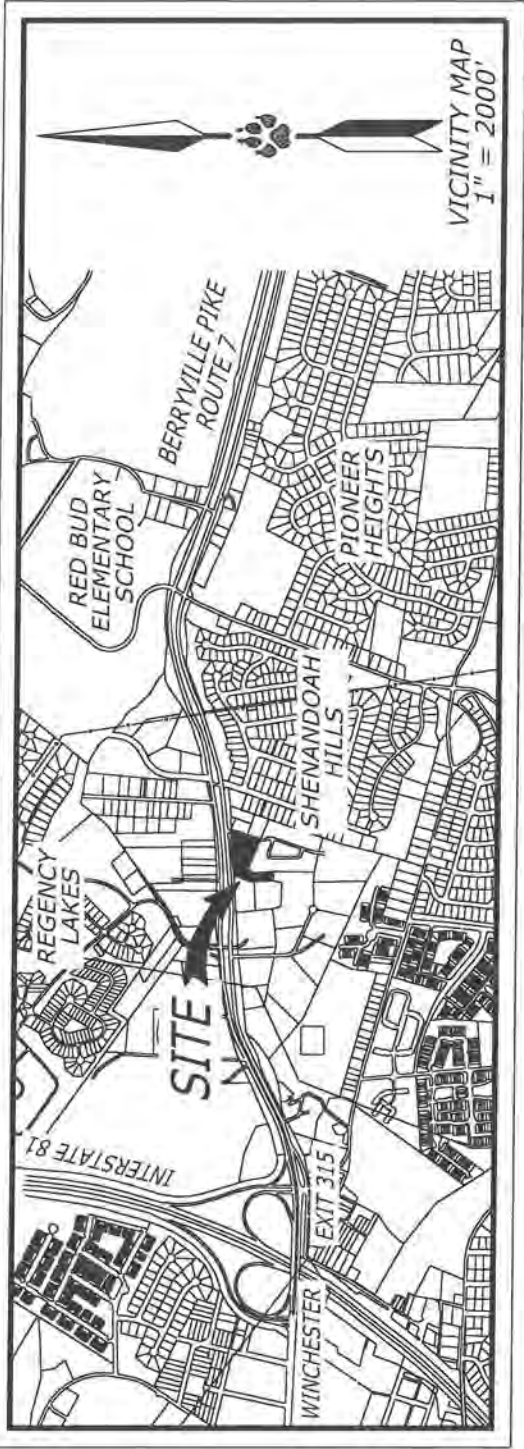 VICINITY MAP
1" = 2000'
BERRYVILLE PIKE
ROUTE 7
RED BUD
ELEMENTARY
SCHOOL
PIONEER
HEIGHTS
SHENANDOAH
HILLS
REGENCY
LAKES
SITE
INTERSTATE 81
EXIT 315
WINCHESTER